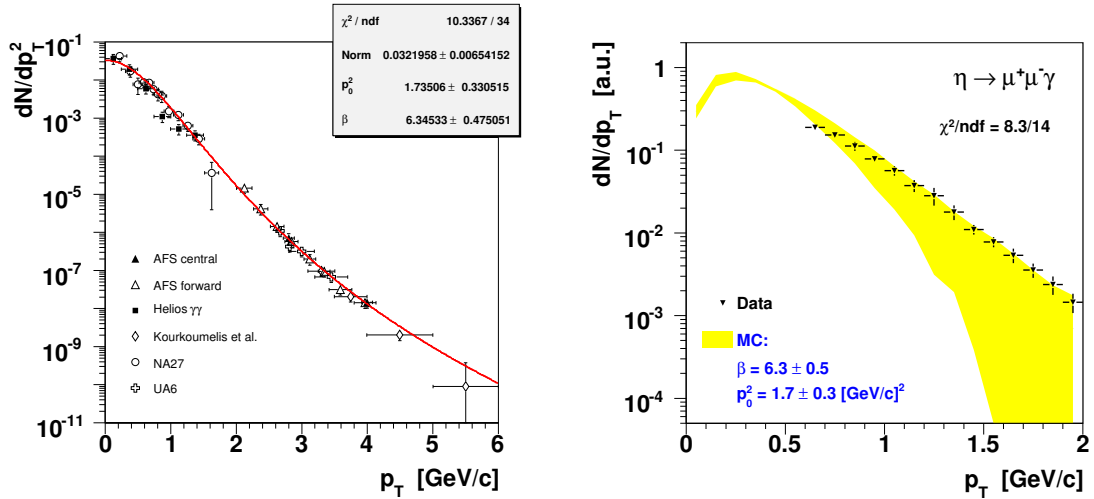 χ² / ndf 10.3367 / 34
Norm 0.0321958 ± 0.00654152
p₀² 1.73506 ± 0.330515
β 6.34533 ± 0.475051
dN/dp_T²
10⁻¹
10⁻³
10⁻⁵
10⁻⁷
10⁻⁹
10⁻¹¹
AFS central
AFS forward
Helios γγ
Kourkoumelis et al.
NA27
UA6
0 1 2 3 4 5 6
p_T [GeV/c]
dN/dp_T [a.u.]
1
10⁻¹
10⁻²
10⁻³
10⁻⁴
η → μ⁺μ⁻γ
χ²/ndf = 8.3/14
Data
MC:
β = 6.3 ± 0.5
p₀² = 1.7 ± 0.3 [GeV/c]²
0 0.5 1 1.5 2
p_T [GeV/c]